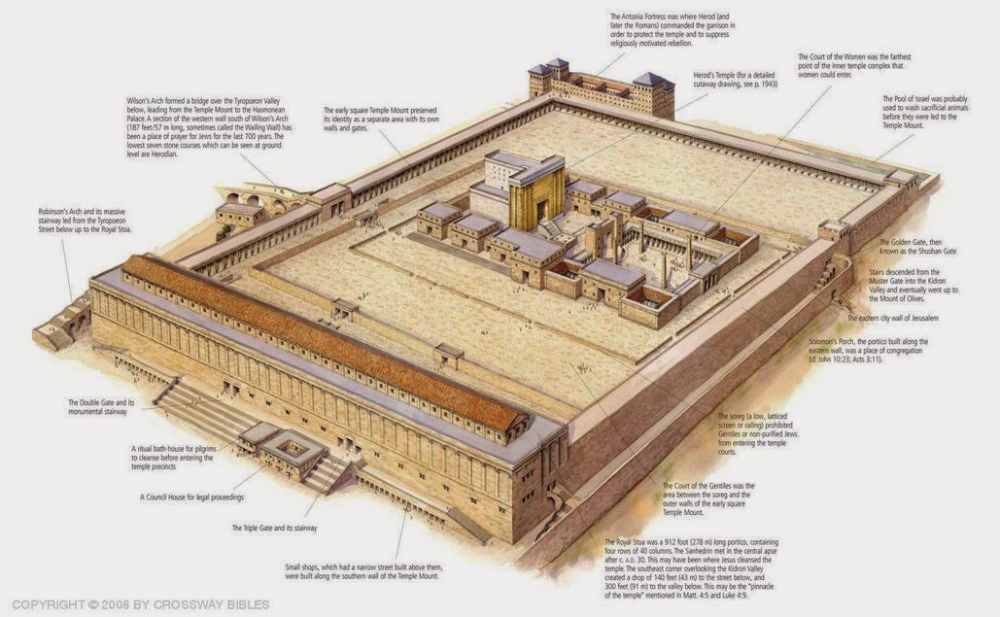 The Antonia Fortress was where Herod (and
later the Romans) commanded the garrison in
order to protect the temple and to suppress
religiously motivated rebellion.
The Court of the Women was the farthest
point of the inner temple complex that
women could enter.
Herod's Temple (for a detailed
cutaway drawing, see p. 1943)
The Pool of Israel was probably
used to wash sacrificial animals
before they were led to the
Temple Mount.
Wilson's Arch formed a bridge over the Tyropoeon Valley
below, leading from the Temple Mount to the Hasmonean
Palace. A section of the western wall south of Wilson's Arch
(187 feet/57 m long, sometimes called the Wailing Wall) has
been a place of prayer for Jews for the last 700 years. The
lowest seven stone courses which can be seen at ground
level are Herodian.
The early square Temple Mount preserved
its identity as a separate area with its own
walls and gates.
Robinson's Arch and its massive
stairway led from the Tyropoeon
Street below up to the Royal Stoa.
The Golden Gate, then
known as the Shushan Gate
Stairs descended from the
Muster Gate into the Kidron
Valley and eventually went up to
the Mount of Olives.
The eastern city wall of Jerusalem
Solomon's Porch, the portico built along the
eastern wall, was a place of congregation
(cf. John 10:23; Acts 3:11).
The Double Gate and its
monumental stairway
The soreg (a low, latticed
screen or railing) prohibited
Gentiles or non-purified Jews
from entering the temple
courts.
A ritual bath-house for pilgrims
to cleanse before entering the
temple precincts
A Council House for legal proceedings
The Court of the Gentiles was the
area between the soreg and the
outer walls of the early square
Temple Mount.
The Triple Gate and its stairway
Small shops, which had a narrow street built above them,
were built along the southern wall of the Temple Mount.
The Royal Stoa was a 912 foot (278 m) long portico, containing
four rows of 40 columns. The Sanhedrin met in the central apse
after c. A.D. 30. This may have been where Jesus cleansed the
temple. The southeast corner overlooking the Kidron Valley
created a drop of 140 feet (43 m) to the street below, and
300 feet (91 m) to the valley below. This may be the "pinnacle
of the temple" mentioned in Matt. 4:5 and Luke 4:9.
COPYRIGHT © 2008 BY CROSSWAY BIBLES